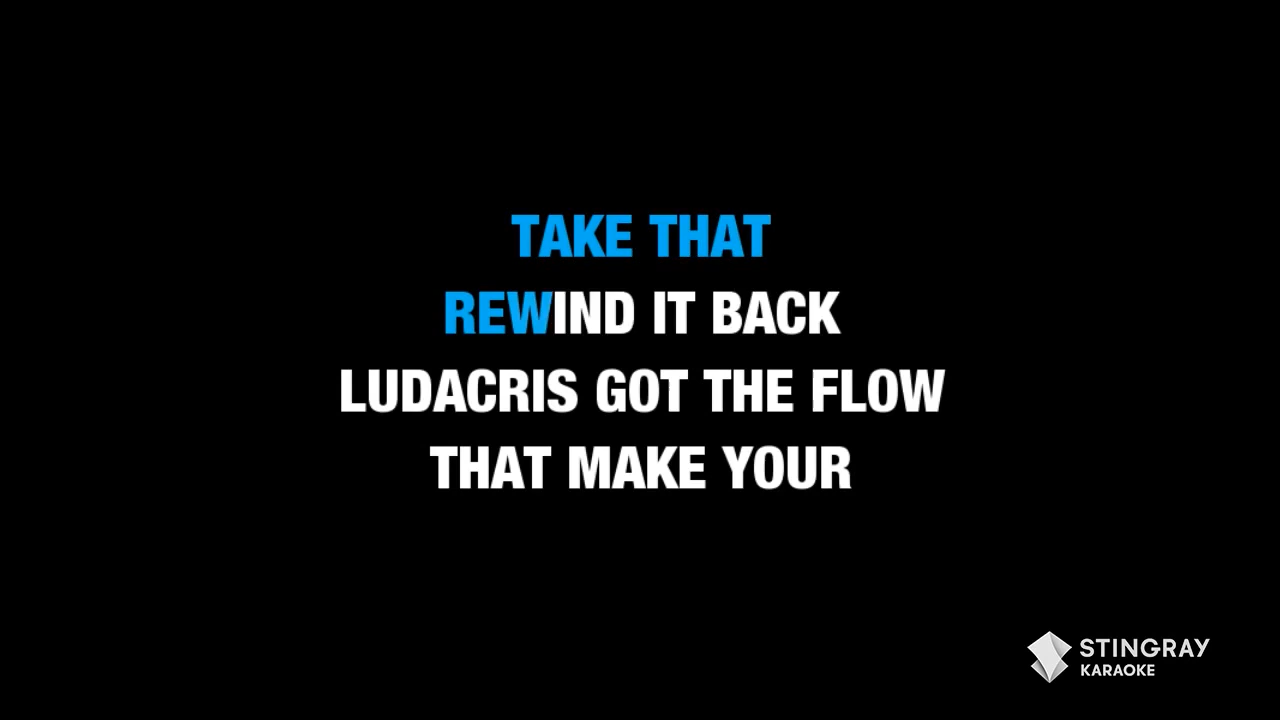 TAKE THAT
REWIND IT BACK
LUDACRIS GOT THE FLOW
THAT MAKE YOUR
STINGRAY
KARAOKE